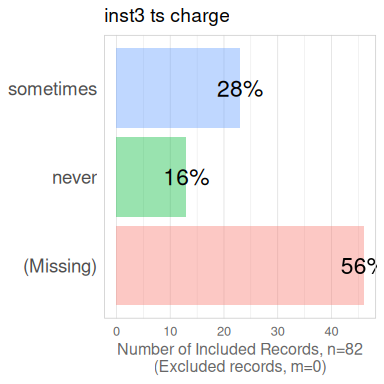 inst3 ts charge
sometimes
28%
never
16%
(Missing)
56%
0 10 20 30 40
Number of Included Records, n=82
(Excluded records, m=0)